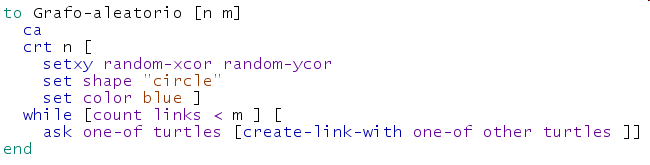 to Grafo-aleatorio [n m]
  ca
  crt n [
    setxy random-xcor random-ycor
    set shape "circle"
    set color blue ]
  while [count links < m ] [
    ask one-of turtles [create-link-with one-of other turtles ]]
end